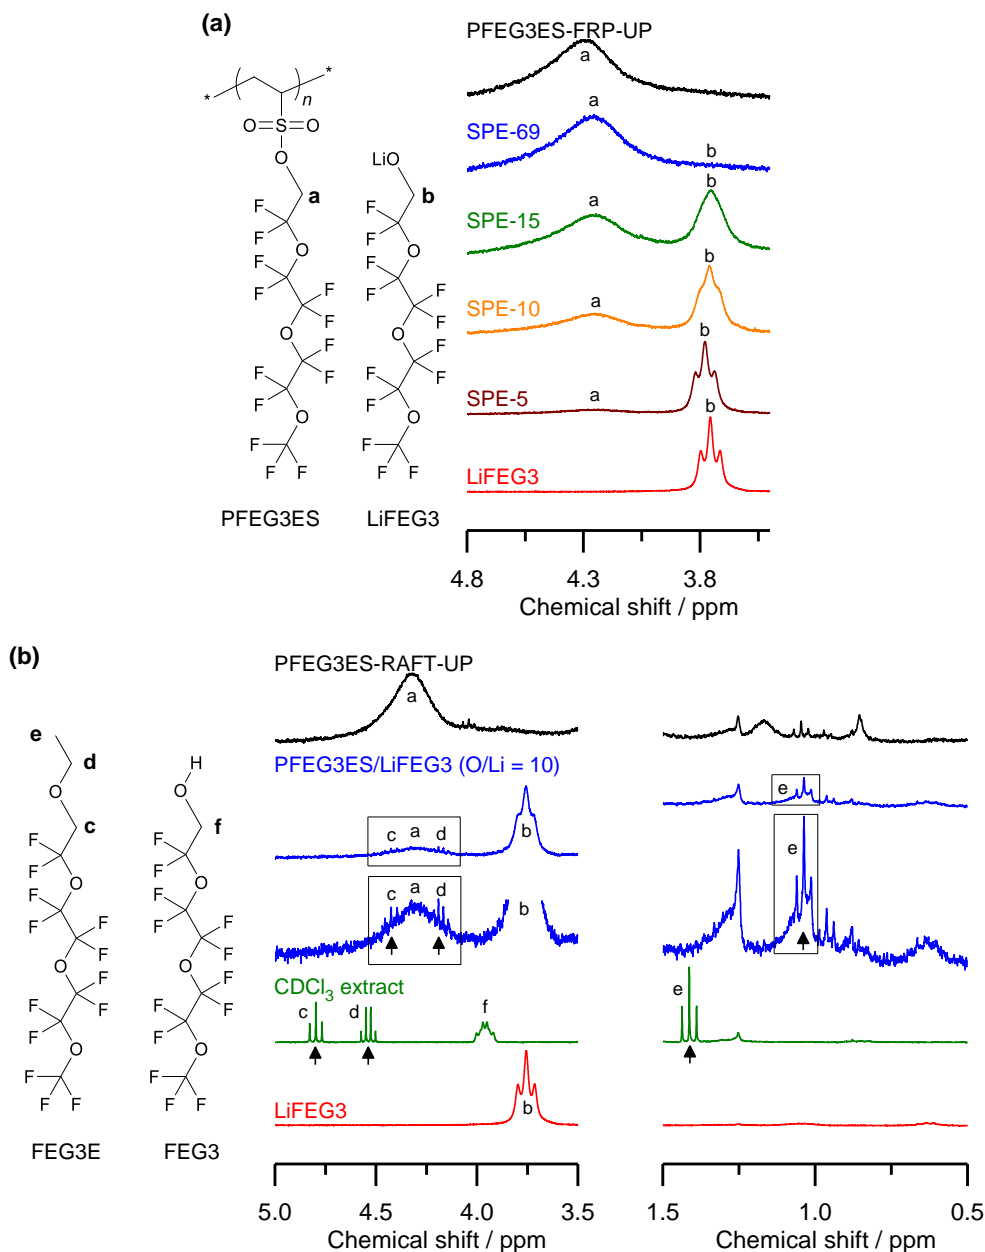 (a)
PFEG3ES-FRP-UP
a
SPE-69
a
b
SPE-15
a
b
SPE-10
a
b
SPE-5
a
b
LiFEG3
b
4.8
4.3
3.8
Chemical shift / ppm
*
n
*
O=S=O
O
a
F
F
O
F
F
F
F
O
F
F
F
F
O
F
F
F
PFEG3ES
LiO
b
F
F
O
F
F
F
F
O
F
F
F
F
O
F
F
F
LiFEG3
(b)
PFEG3ES-RAFT-UP
a
PFEG3ES/LiFEG3 (O/Li = 10)
c a d
b
e
c a d
b
e
CDCl3 extract
c
d
f
e
LiFEG3
b
5.0
4.5
4.0
3.5
Chemical shift / ppm
1.5
1.0
0.5
Chemical shift / ppm
e
d
O
c
F
F
O
F
F
F
F
O
F
F
F
F
O
F
F
F
FEG3E
H
O
f
F
F
O
F
F
F
F
O
F
F
F
F
O
F
F
F
FEG3